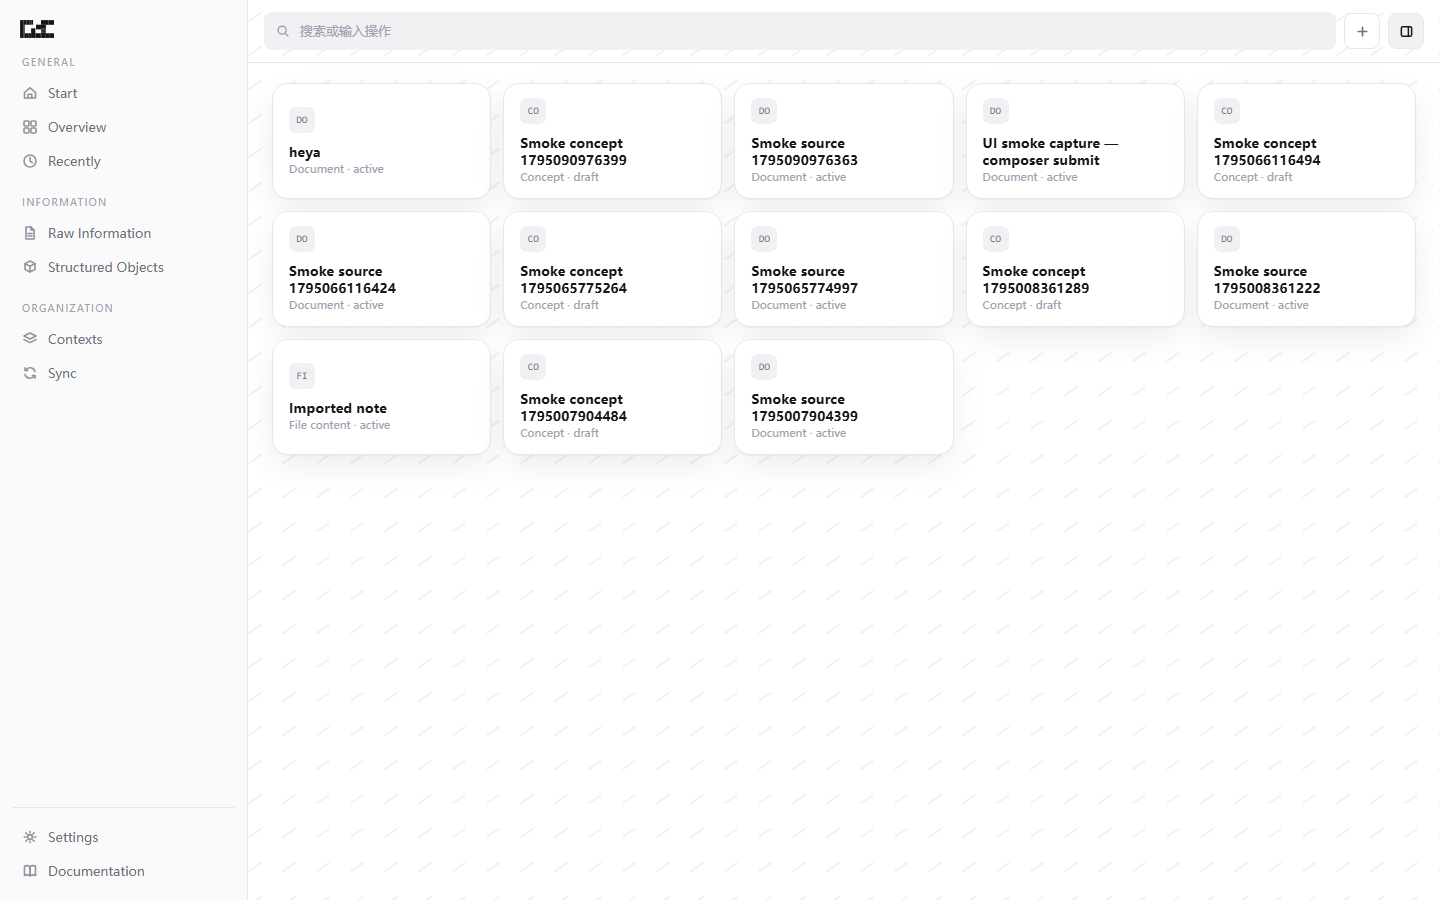 GENERAL
Start
Overview
Recently
INFORMATION
Raw Information
Structured Objects
ORGANIZATION
Contexts
Sync
Settings
Documentation
搜索或输入操作
DO
heya
Document · active
CO
Smoke concept
1795090976399
Concept · draft
DO
Smoke source
1795090976363
Document · active
DO
UI smoke capture —
composer submit
Document · active
CO
Smoke concept
1795066116494
Concept · draft
DO
Smoke source
1795066116424
Document · active
CO
Smoke concept
1795065775264
Concept · draft
DO
Smoke source
1795065774997
Document · active
CO
Smoke concept
1795008361289
Concept · draft
DO
Smoke source
1795008361222
Document · active
FI
Imported note
File content · active
CO
Smoke concept
1795007904484
Concept · draft
DO
Smoke source
1795007904399
Document · active